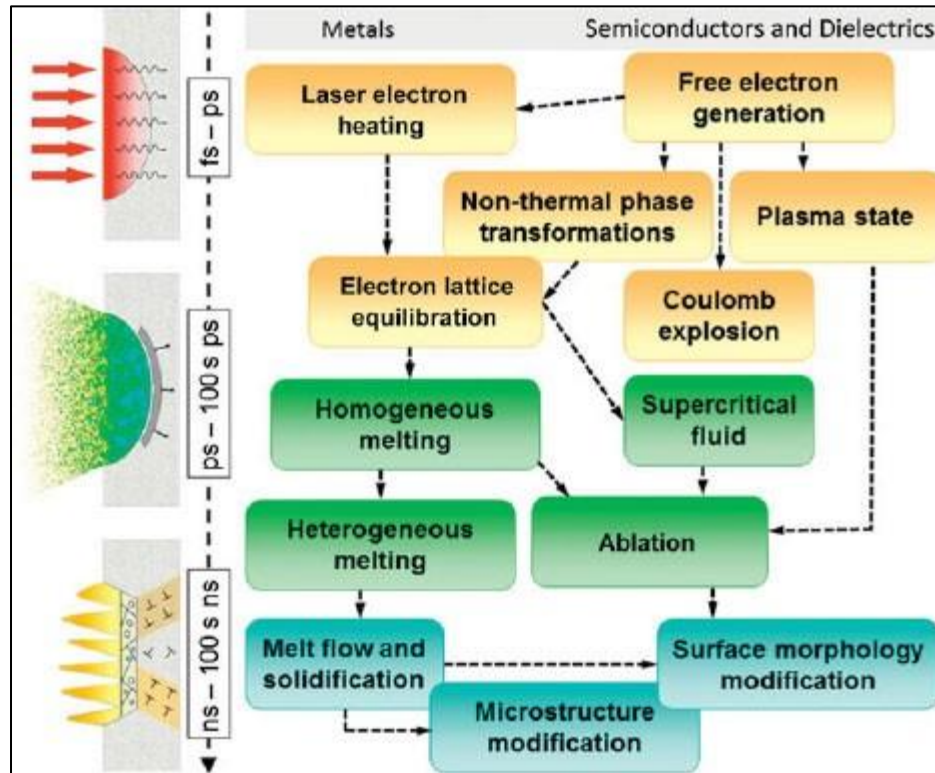 Metals
Semiconductors and Dielectrics
fs – ps
Laser electron
heating
Free electron
generation
Non-thermal phase
transformations
Plasma state
ps – 100 s ps
Electron lattice
equilibration
Coulomb
explosion
Homogeneous
melting
Supercritical
fluid
Heterogeneous
melting
Ablation
ns – 100 s ns
Melt flow and
solidification
Surface morphology
modification
Microstructure
modification